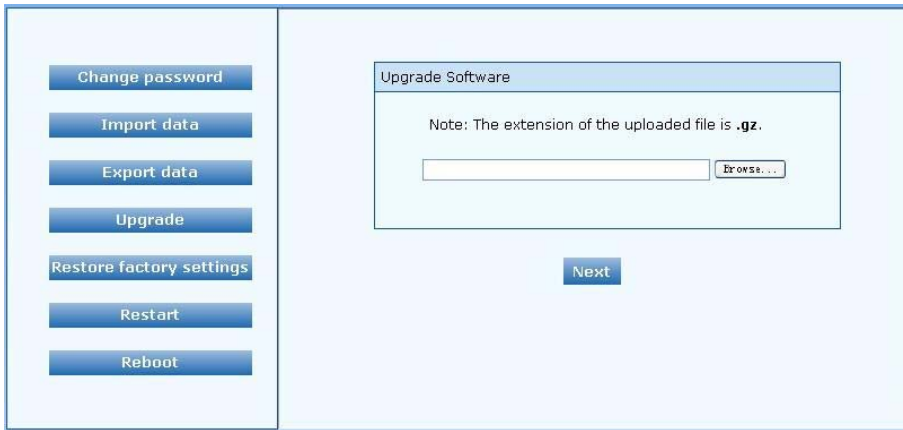 Change password
Import data
Export data
Upgrade
Restore factory settings
Restart
Reboot
Upgrade Software
Note: The extension of the uploaded file is .gz.
Browse...
Next